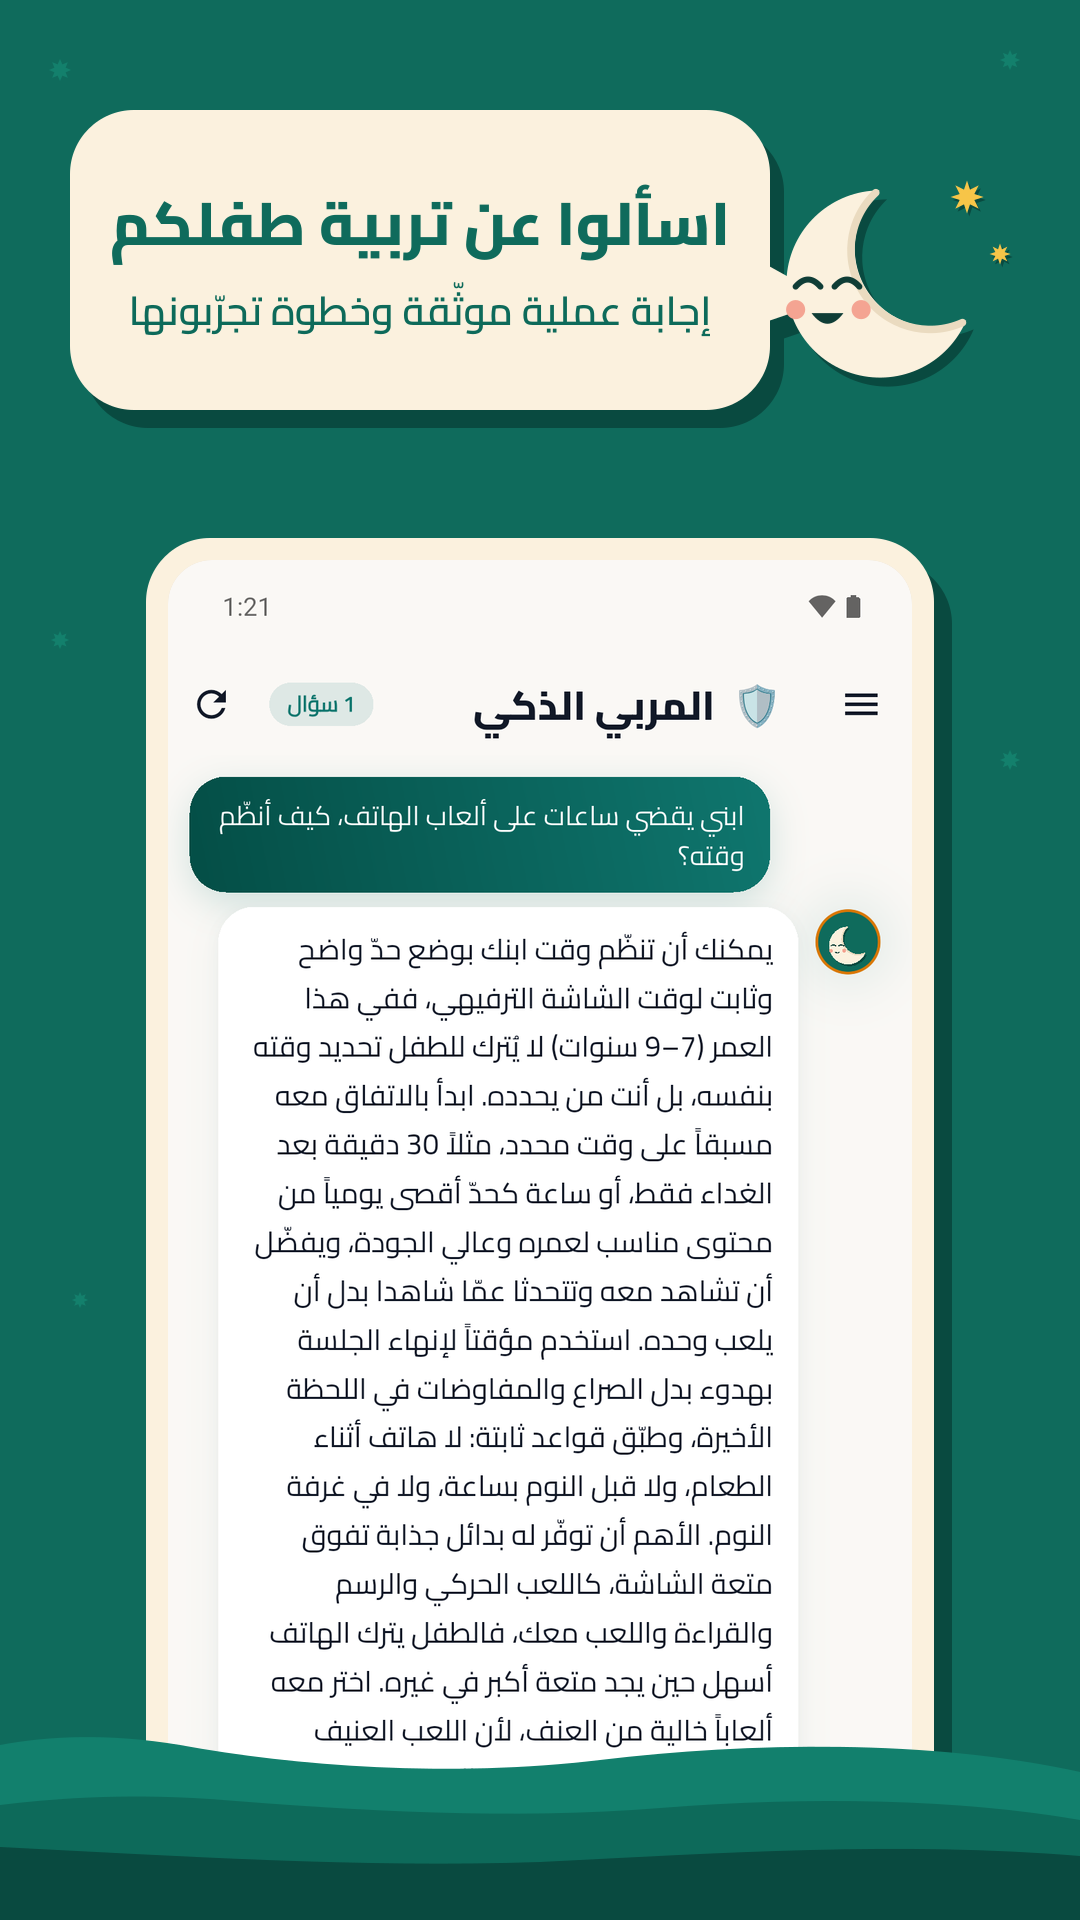 اسألوا عن تربية طفلكم
إجابة عملية موثّقة وخطوة تجرّبونها
1:21
المربي الذكي
1 سؤال
ابني يقضي ساعات على ألعاب الهاتف، كيف أنظّم
وقته؟
يمكنك أن تنظّم وقت ابنك بوضع حدّ واضح
وثابت لوقت الشاشة الترفيهي، ففي هذا
العمر (7–9 سنوات) لا يُترك للطفل تحديد وقته
بنفسه، بل أنت من يحدده. ابدأ بالاتفاق معه
مسبقاً على وقت محدد، مثلاً 30 دقيقة بعد
الغداء فقط، أو ساعة كحدّ أقصى يومياً من
محتوى مناسب لعمره وعالي الجودة، ويفضّل
أن تشاهد معه وتتحدثا عمّا شاهدا بدل أن
يلعب وحده. استخدم مؤقتاً لإنهاء الجلسة
بهدوء بدل الصراع والمفاوضات في اللحظة
الأخيرة، وطبّق قواعد ثابتة: لا هاتف أثناء
الطعام، ولا قبل النوم بساعة، ولا في غرفة
النوم. الأهم أن توفّر له بدائل جذابة تفوق
متعة الشاشة، كاللعب الحركي والرسم
والقراءة واللعب معك، فالطفل يترك الهاتف
أسهل حين يجد متعة أكبر في غيره. اختر معه
ألعاباً خالية من العنف، لأن اللعب العنيف